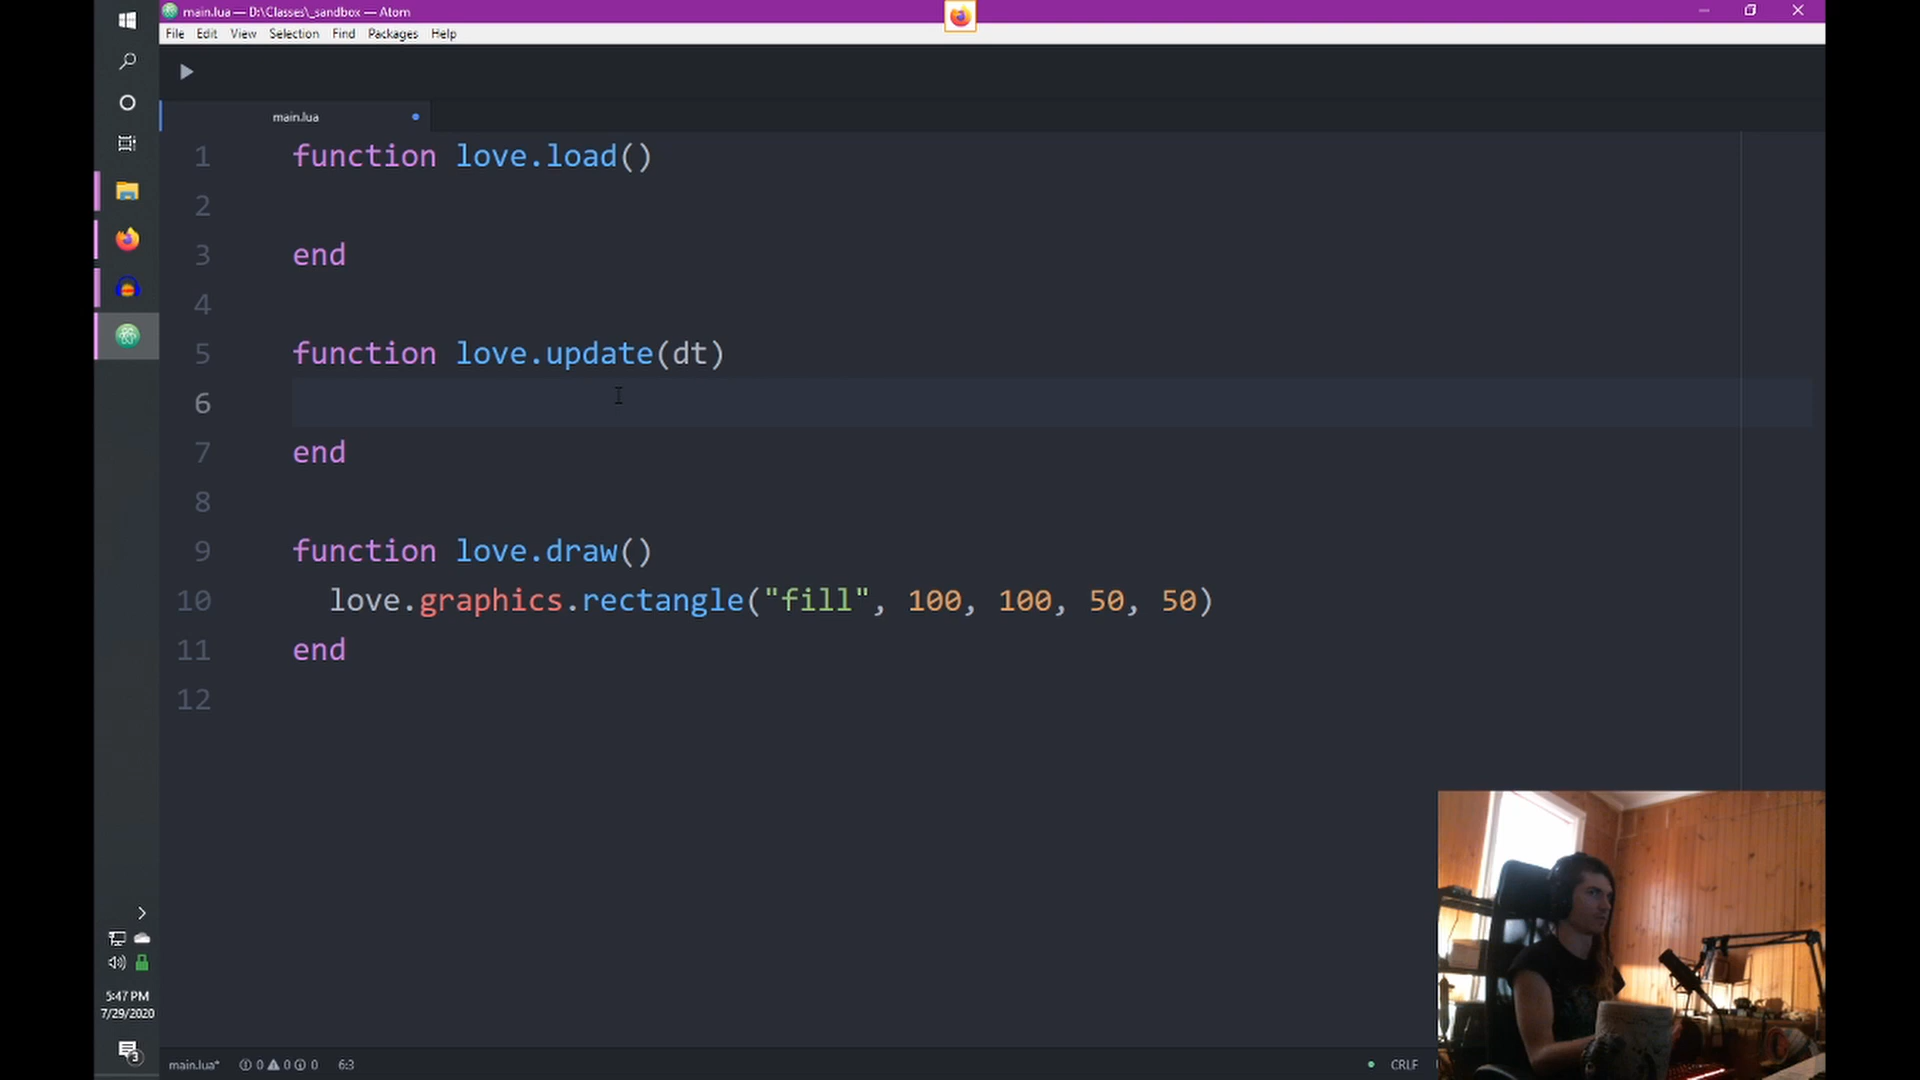 main.lua — D:\Classes\_sandbox — Atom
File Edit View Selection Find Packages Help
main.lua
1 function love.load()
2
3 end
4
5 function love.update(dt)
6
7 end
8
9 function love.draw()
10 love.graphics.rectangle("fill", 100, 100, 50, 50)
11 end
12
5:47 PM
7/29/2020
3
main.lua* 0 0 0 6:3 CRLF